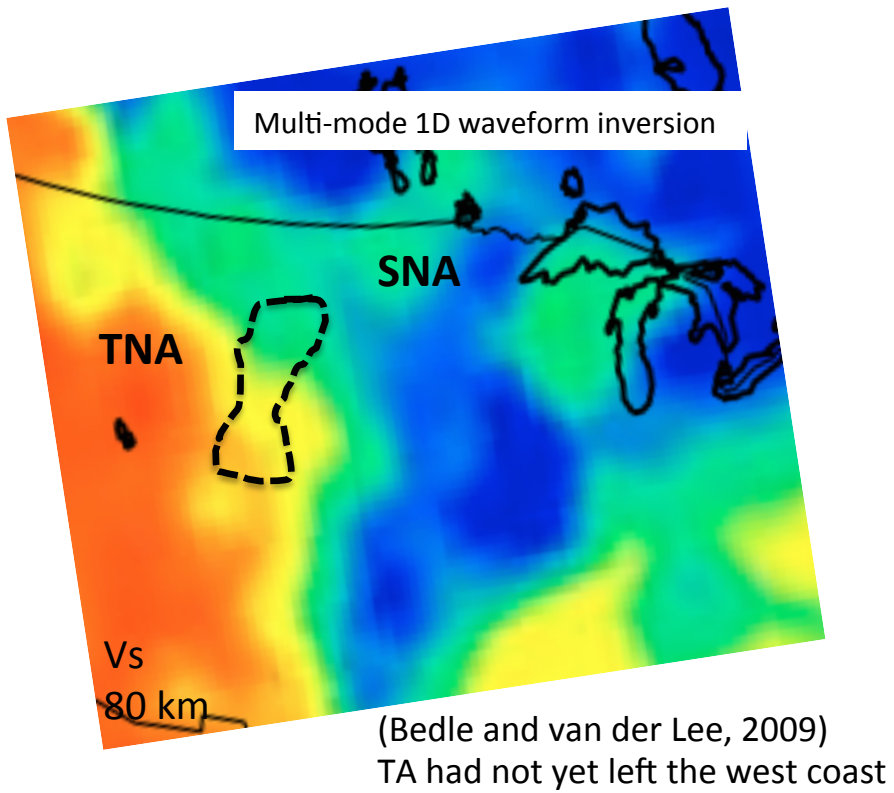 Multi-mode 1D waveform inversion
SNA
TNA
Vs
80 km
(Bedle and van der Lee, 2009)
TA had not yet left the west coast